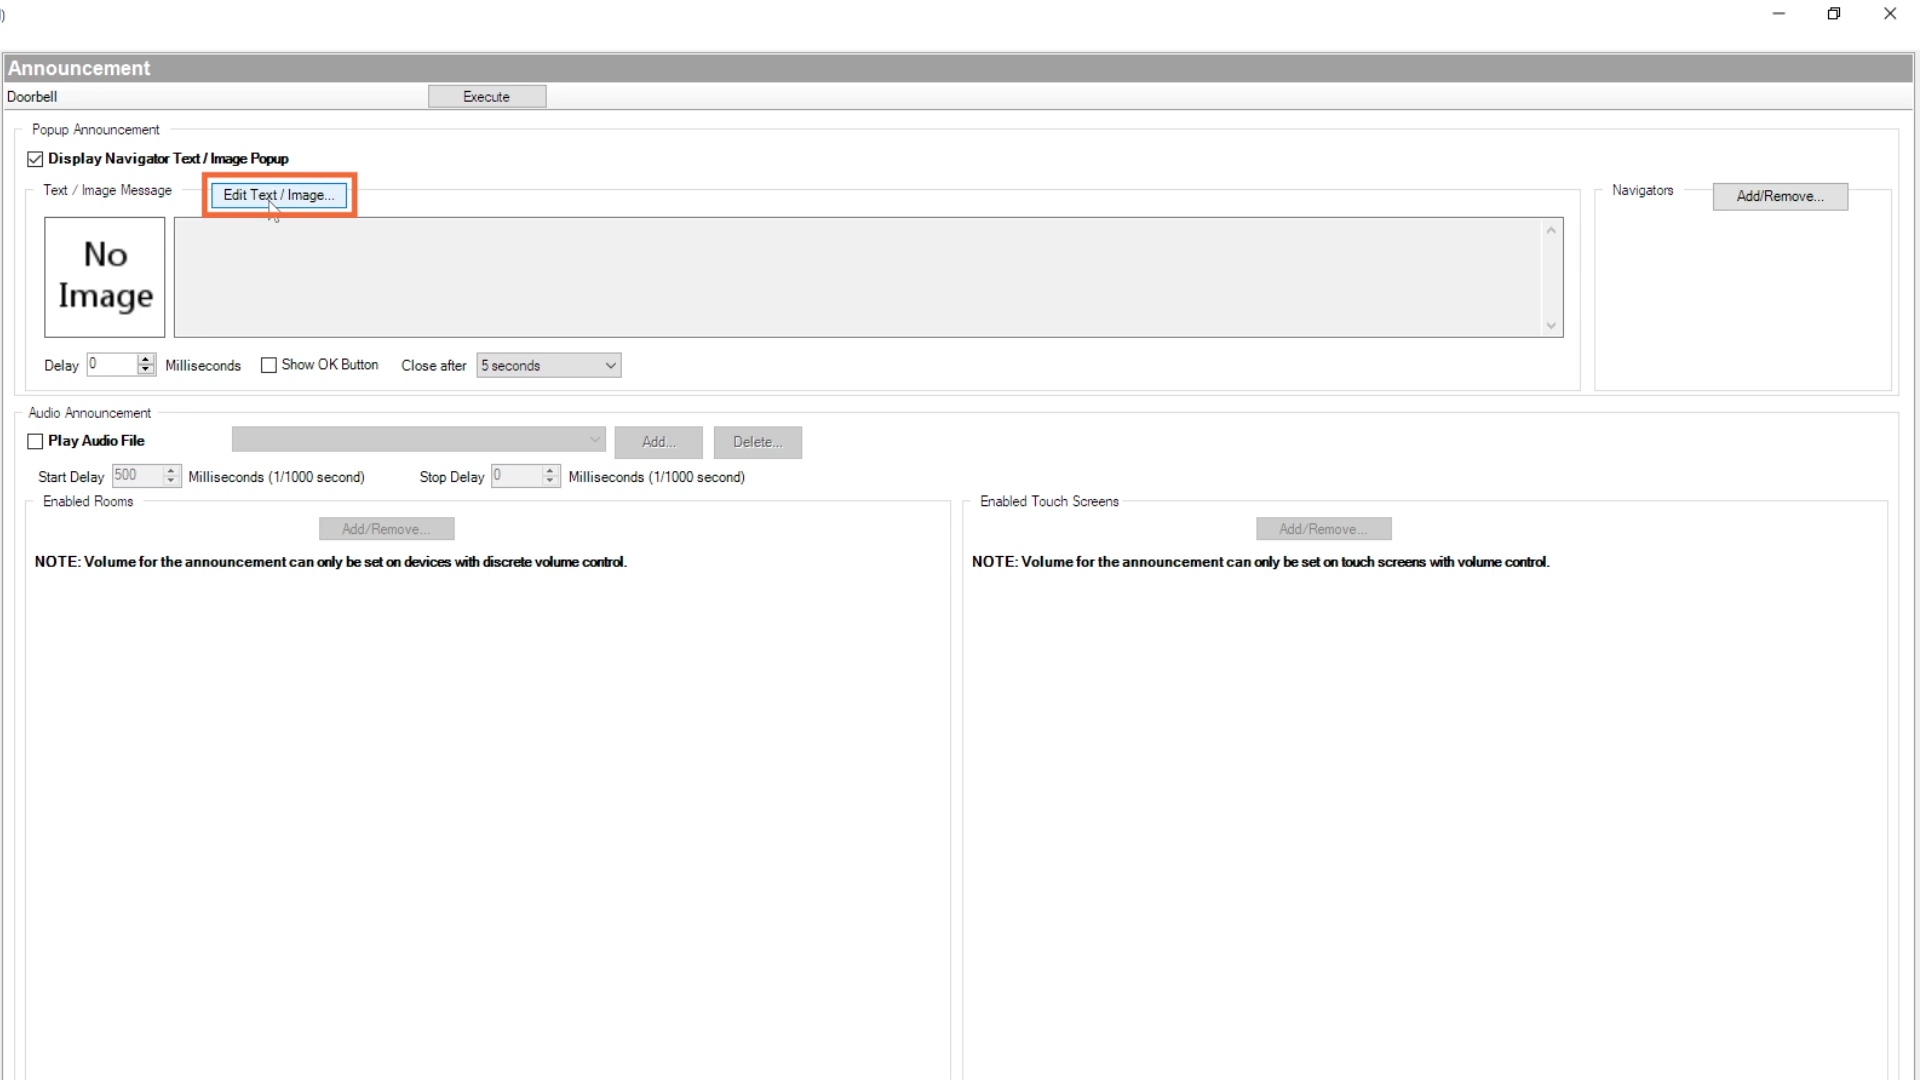 )
Announcement
Doorbell Execute
Popup Announcement
Display Navigator Text / Image Popup
Text / Image Message Edit Text / Image... Navigators Add/Remove...
No
Image
Delay 0 Milliseconds Show OK Button Close after 5 seconds
Audio Announcement
Play Audio File Add... Delete...
Start Delay 500 Milliseconds (1/1000 second) Stop Delay 0 Milliseconds (1/1000 second)
Enabled Rooms Enabled Touch Screens
Add/Remove... Add/Remove...
NOTE: Volume for the announcement can only be set on devices with discrete volume control. NOTE: Volume for the announcement can only be set on touch screens with volume control.